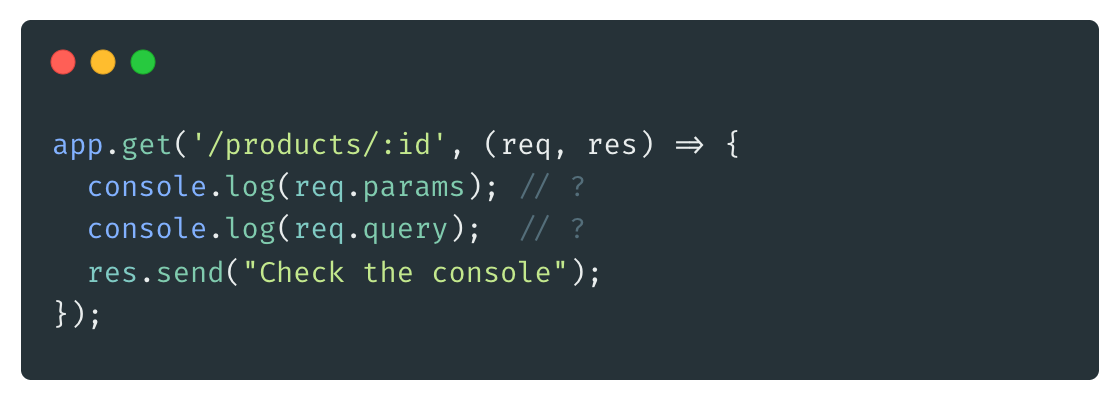 app.get('/products/:id', (req, res) => {
  console.log(req.params); // ?
  console.log(req.query);  // ?
  res.send("Check the console");
});